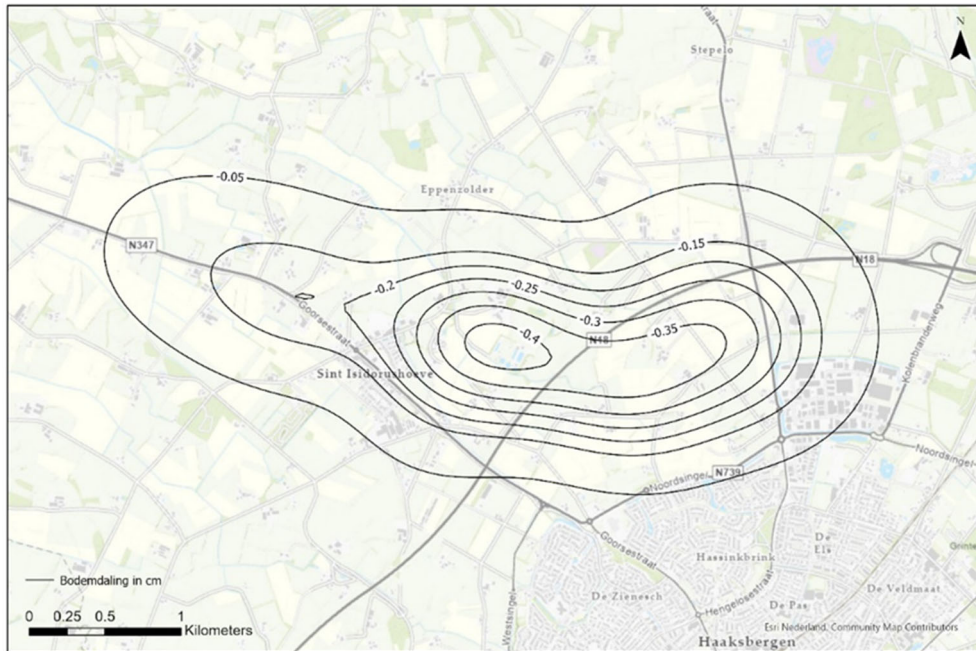 N
Stepelo
-0.05
Eppenzolder
N347
-0.15
N18
-0.2
-0.25
Goorsestraat
-0.3
-0.35
-0.4
N18
Kolenbranderweg
Sint Isidorushoeve
Noordsingel
N739
Noordsingel
Goorsestraat
De
Els
Hassinkbrink
De Veldmaat
De Zienesch
De Pas
Hengelosestraat
Westsingel
Haaksbergen
Bodemdaling in cm
0 0.25 0.5 1
Kilometers
Esri Nederland, Community Map Contributors